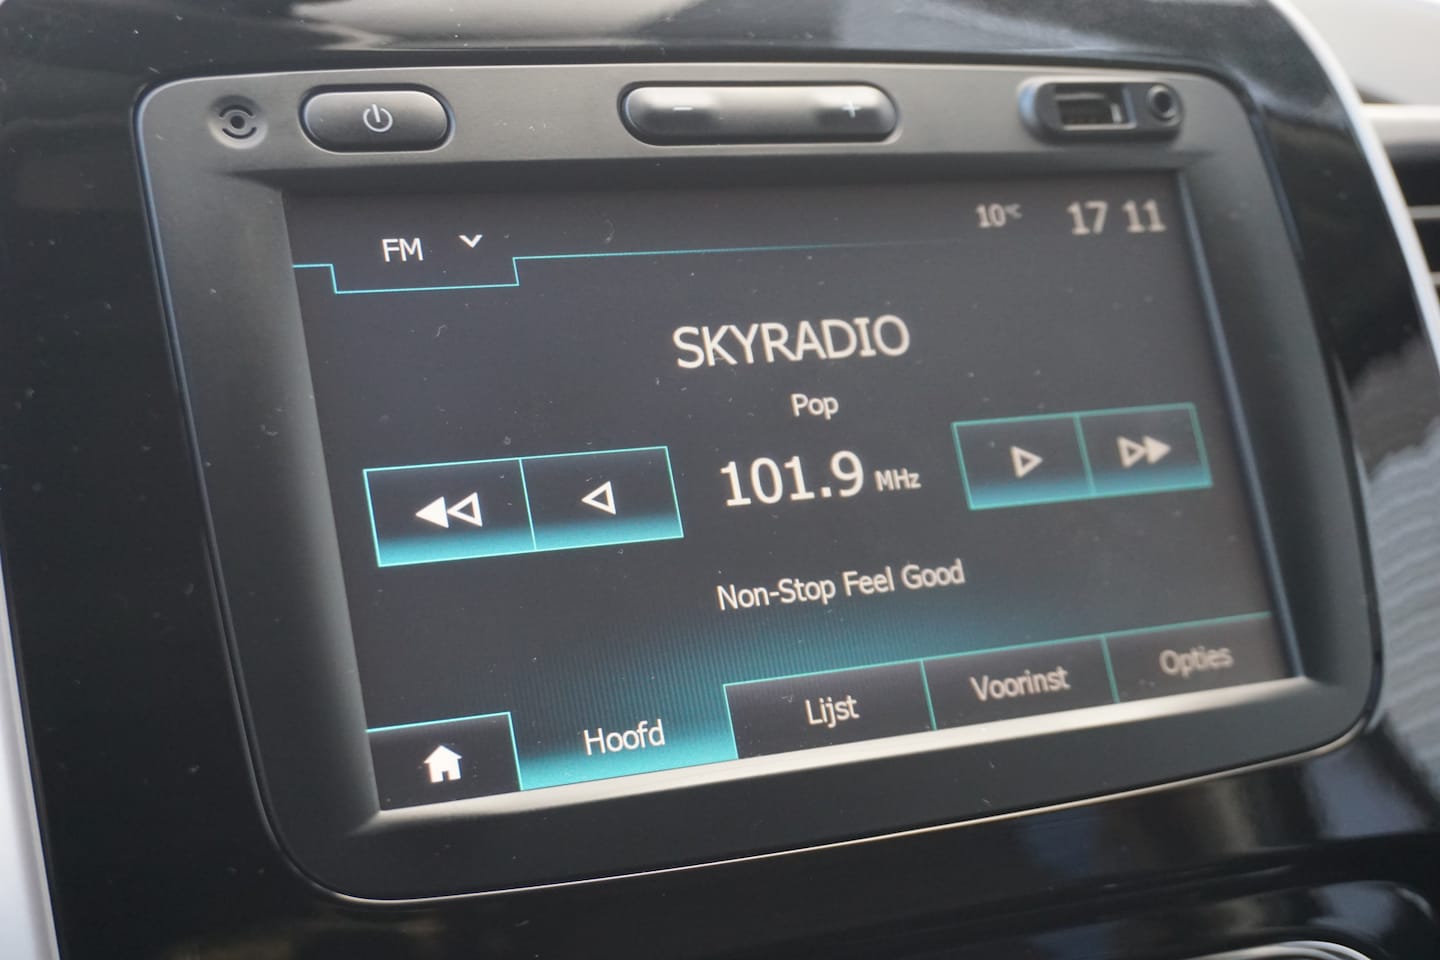 FM
10°C 17 11
SKYRADIO
Pop
101.9 MHz
Non-Stop Feel Good
Hoofd Lijst Voorinst Opties